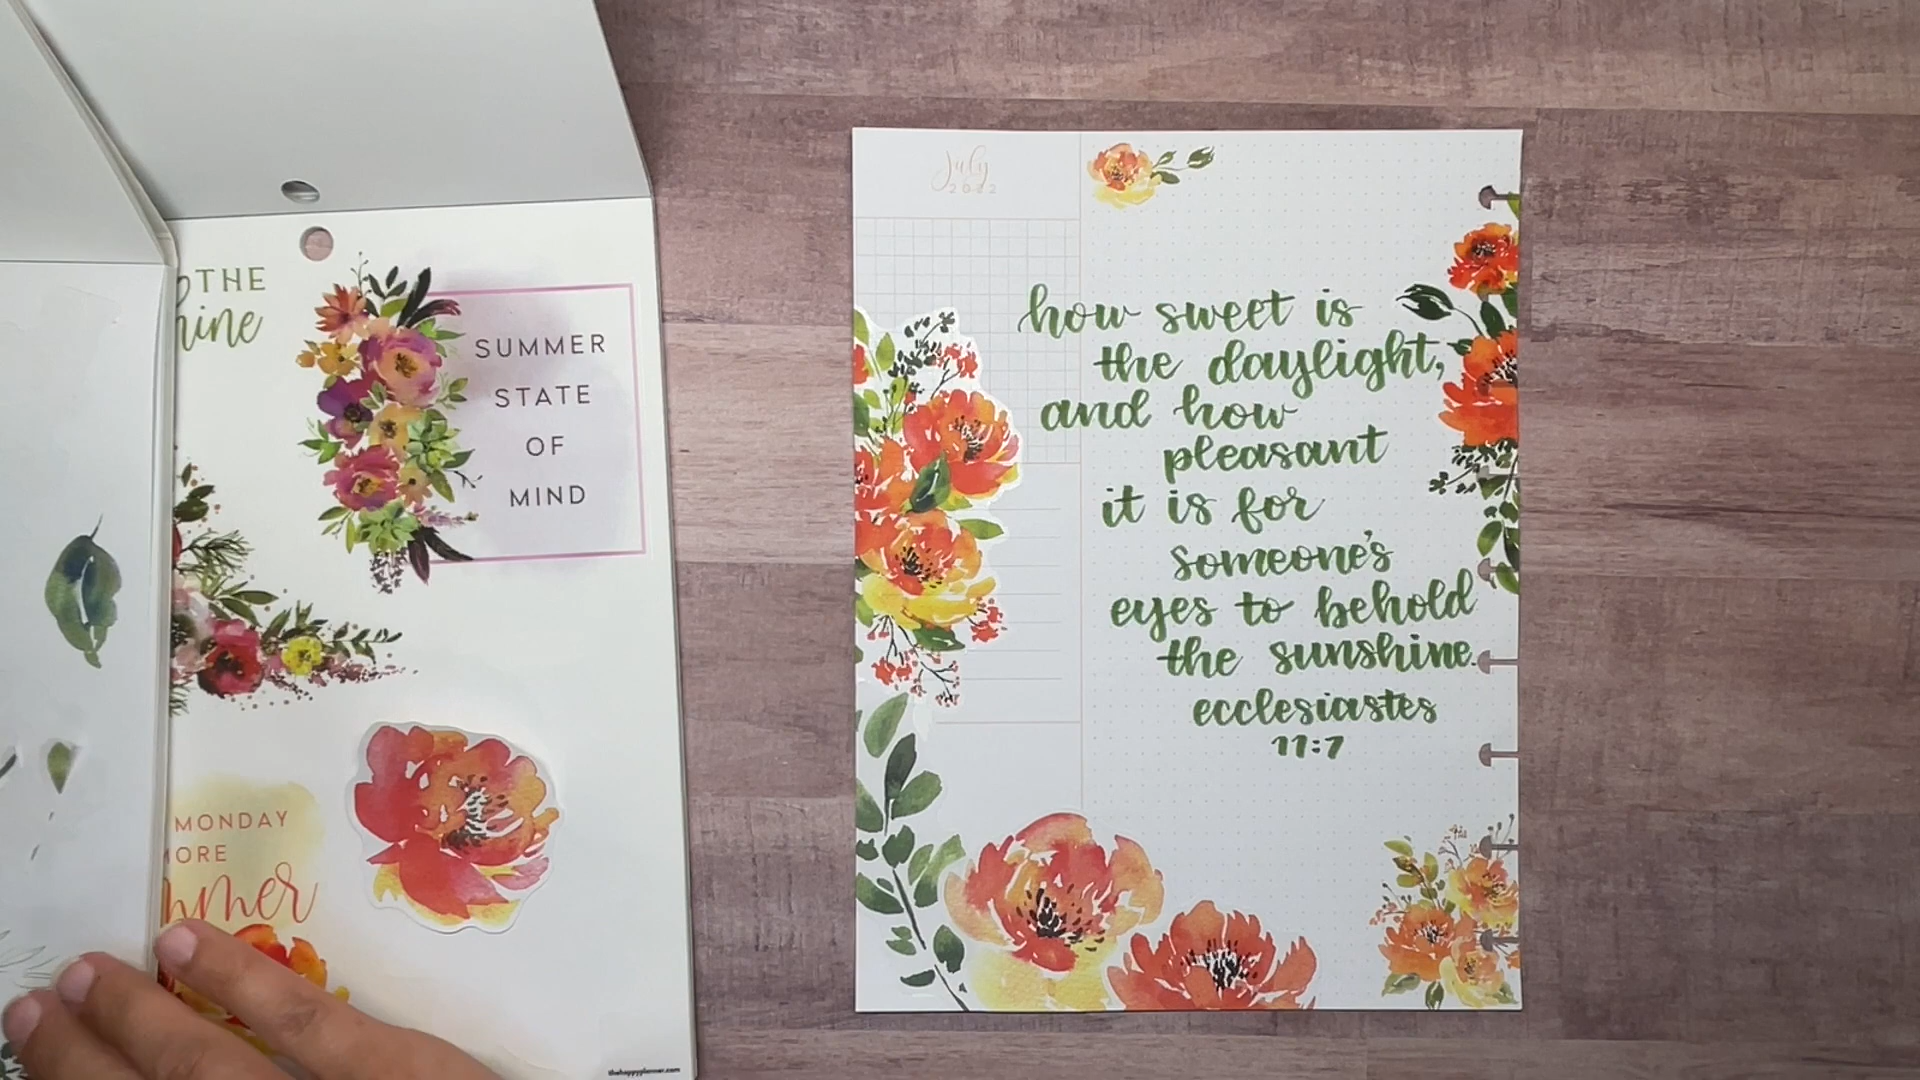 THE
hine
SUMMER
STATE
OF
MIND
MONDAY
MORE
mmer
thehappyplanner.com
July
2022
how sweet is
the daylight,
and how
pleasant
it is for
someone's
eyes to behold
the sunshine.
ecclesiastes
11:7